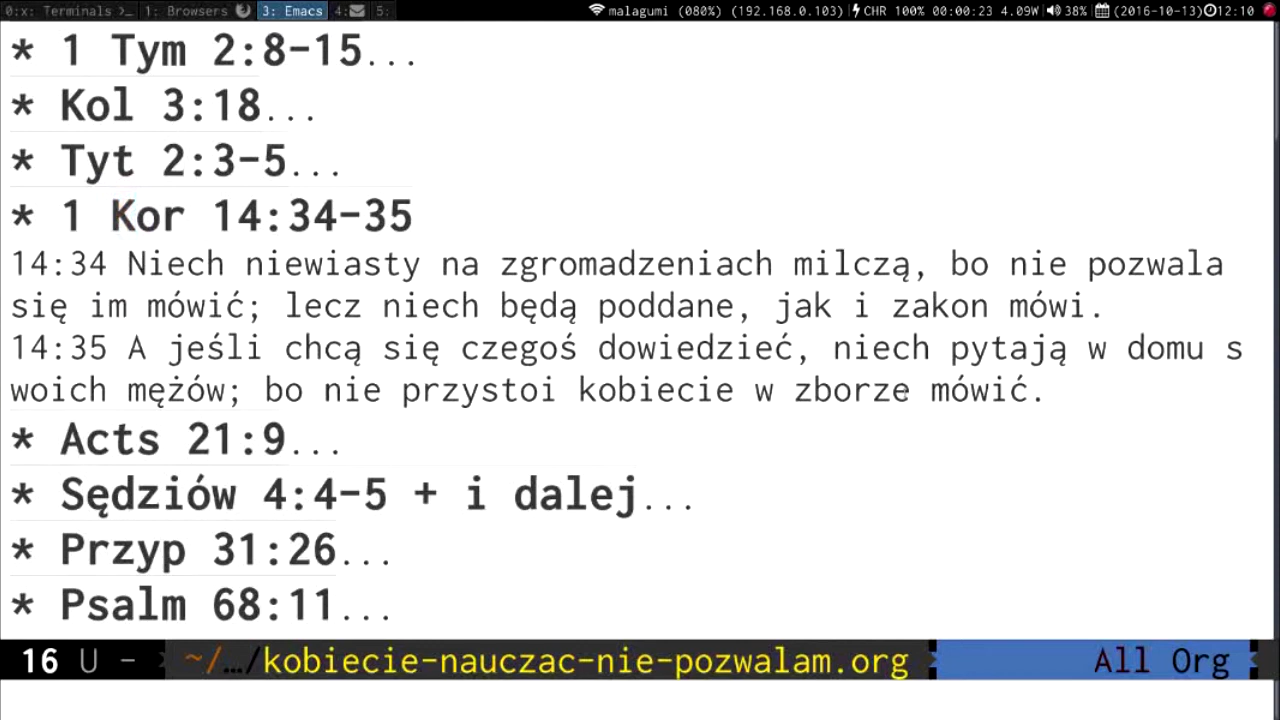 0:x: Terminals >_ 1: Browsers 3: Emacs 4: 5: malagumi (080%) (192.168.0.103) CHR 100% 00:00:23 4.09W 38% (2016-10-13) 12:10
* 1 Tym 2:8-15...
* Kol 3:18...
* Tyt 2:3-5...
* 1 Kor 14:34-35
14:34 Niech niewiasty na zgromadzeniach milczą, bo nie pozwala
się im mówić; lecz niech będą poddane, jak i zakon mówi.
14:35 A jeśli chcą się czegoś dowiedzieć, niech pytają w domu s
woich mężów; bo nie przystoi kobiecie w zborze mówić.
* Acts 21:9...
* Sędziów 4:4-5 + i dalej...
* Przyp 31:26...
* Psalm 68:11...
16 U - ~/…/kobiecie-nauczac-nie-pozwalam.org All Org